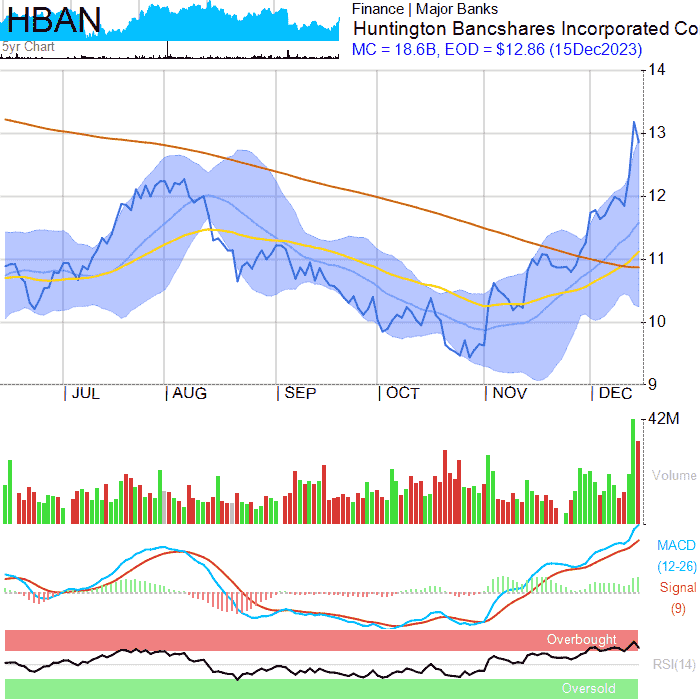 HBAN
5yr Chart
Finance | Major Banks
Huntington Bancshares Incorporated Co
MC = 18.6B, EOD = $12.86 (15Dec2023)
14
13
12
11
10
9
JUL AUG SEP OCT NOV DEC
42M
Volume
MACD
(12-26)
Signal
(9)
Overbought
RSI(14)
Oversold